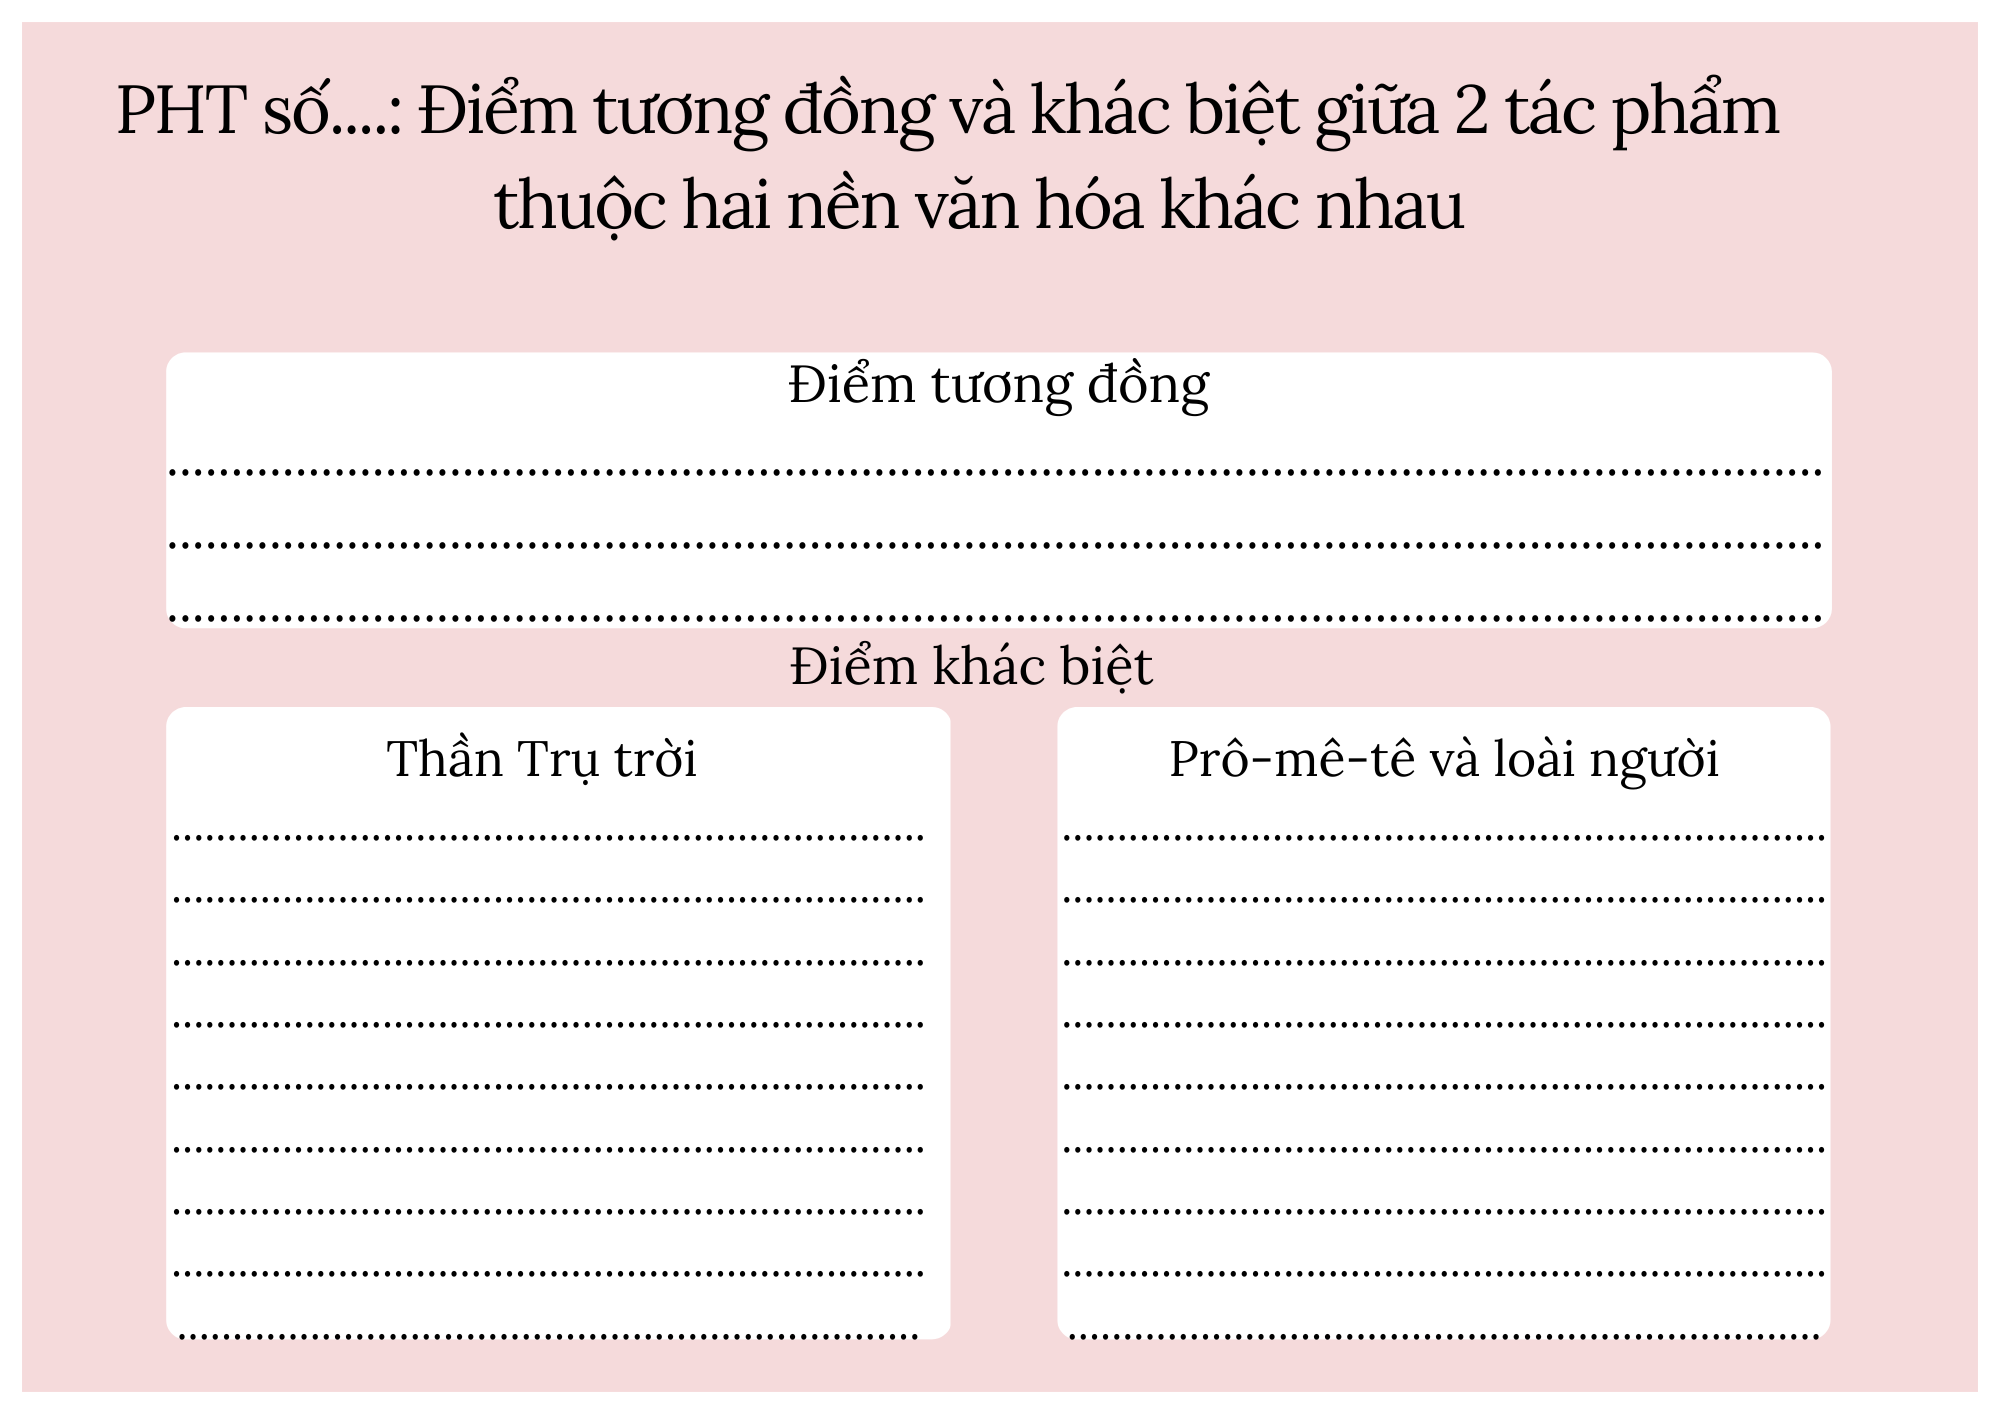 PHT số....: Điểm tương đồng và khác biệt giữa 2 tác phẩm
thuộc hai nền văn hóa khác nhau
Điểm tương đồng
Điểm khác biệt
Thần Trụ trời
Prô-mê-tê và loài người